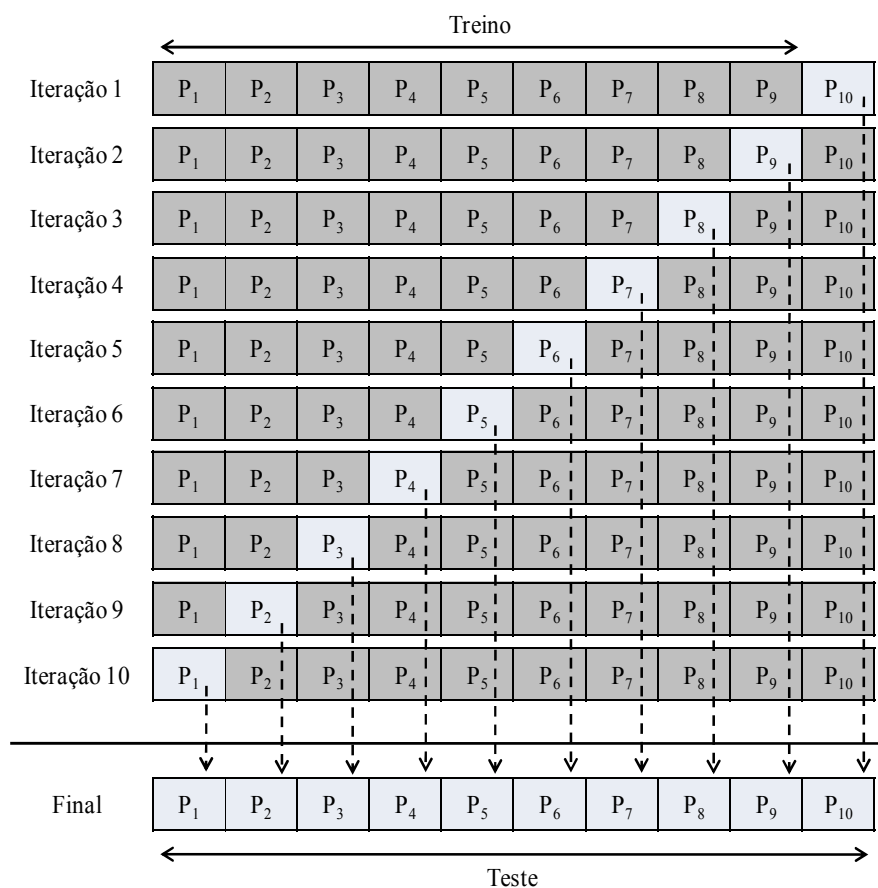 Treino
Iteração 1 P1 P2 P3 P4 P5 P6 P7 P8 P9 P10
Iteração 2 P1 P2 P3 P4 P5 P6 P7 P8 P9 P10
Iteração 3 P1 P2 P3 P4 P5 P6 P7 P8 P9 P10
Iteração 4 P1 P2 P3 P4 P5 P6 P7 P8 P9 P10
Iteração 5 P1 P2 P3 P4 P5 P6 P7 P8 P9 P10
Iteração 6 P1 P2 P3 P4 P5 P6 P7 P8 P9 P10
Iteração 7 P1 P2 P3 P4 P5 P6 P7 P8 P9 P10
Iteração 8 P1 P2 P3 P4 P5 P6 P7 P8 P9 P10
Iteração 9 P1 P2 P3 P4 P5 P6 P7 P8 P9 P10
Iteração 10 P1 P2 P3 P4 P5 P6 P7 P8 P9 P10
Final P1 P2 P3 P4 P5 P6 P7 P8 P9 P10
Teste